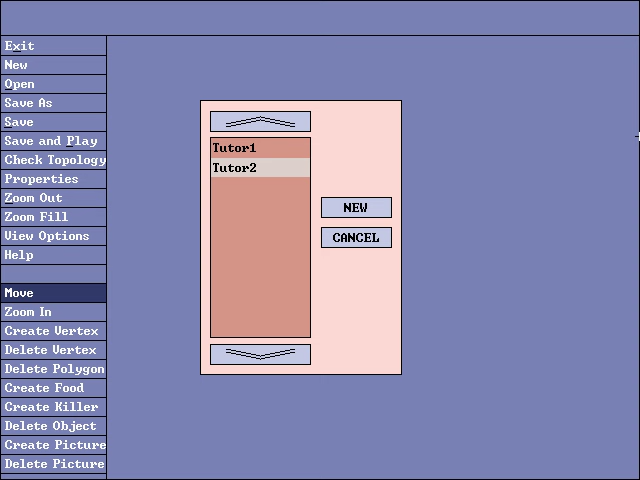 Exit
New
Open
Save As
Save
Save and Play
Check Topology
Properties
Zoom Out
Zoom Fill
View Options
Help
Move
Zoom In
Create Vertex
Delete Vertex
Delete Polygon
Create Food
Create Killer
Delete Object
Create Picture
Delete Picture
Tutor1
Tutor2
NEW
CANCEL